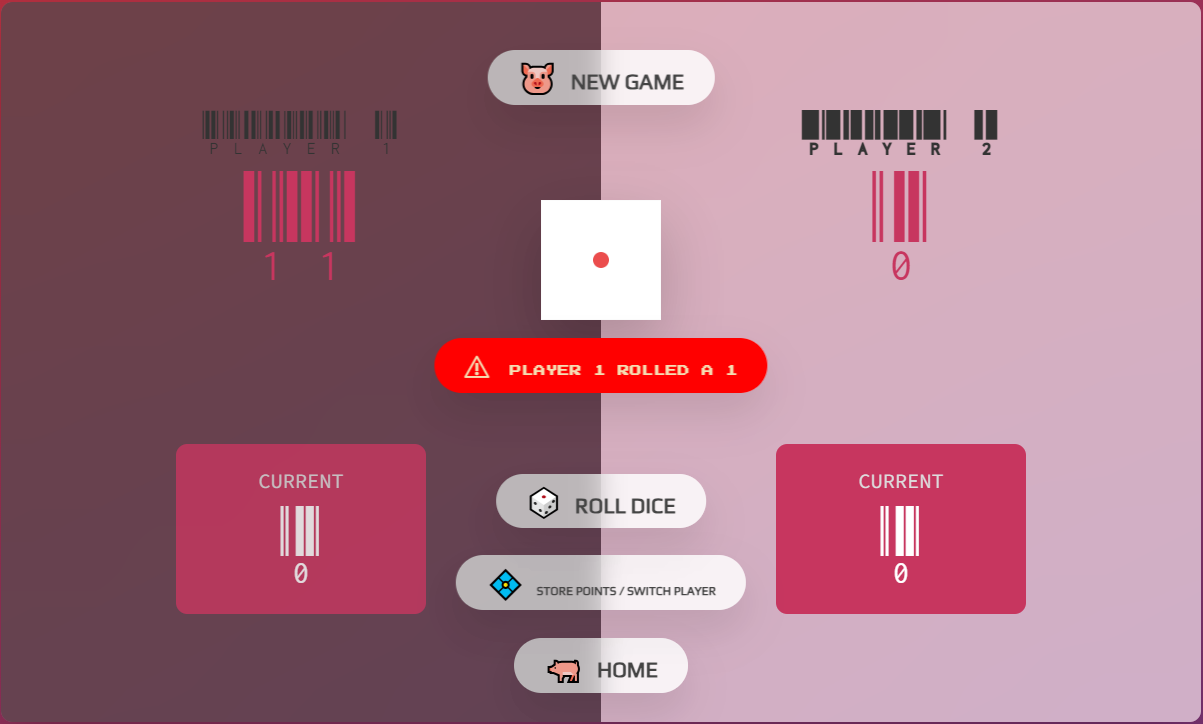 NEW GAME
PLAYER 1
1 1
PLAYER 2
0
PLAYER 1 ROLLED A 1
CURRENT
0
CURRENT
0
ROLL DICE
STORE POINTS / SWITCH PLAYER
HOME